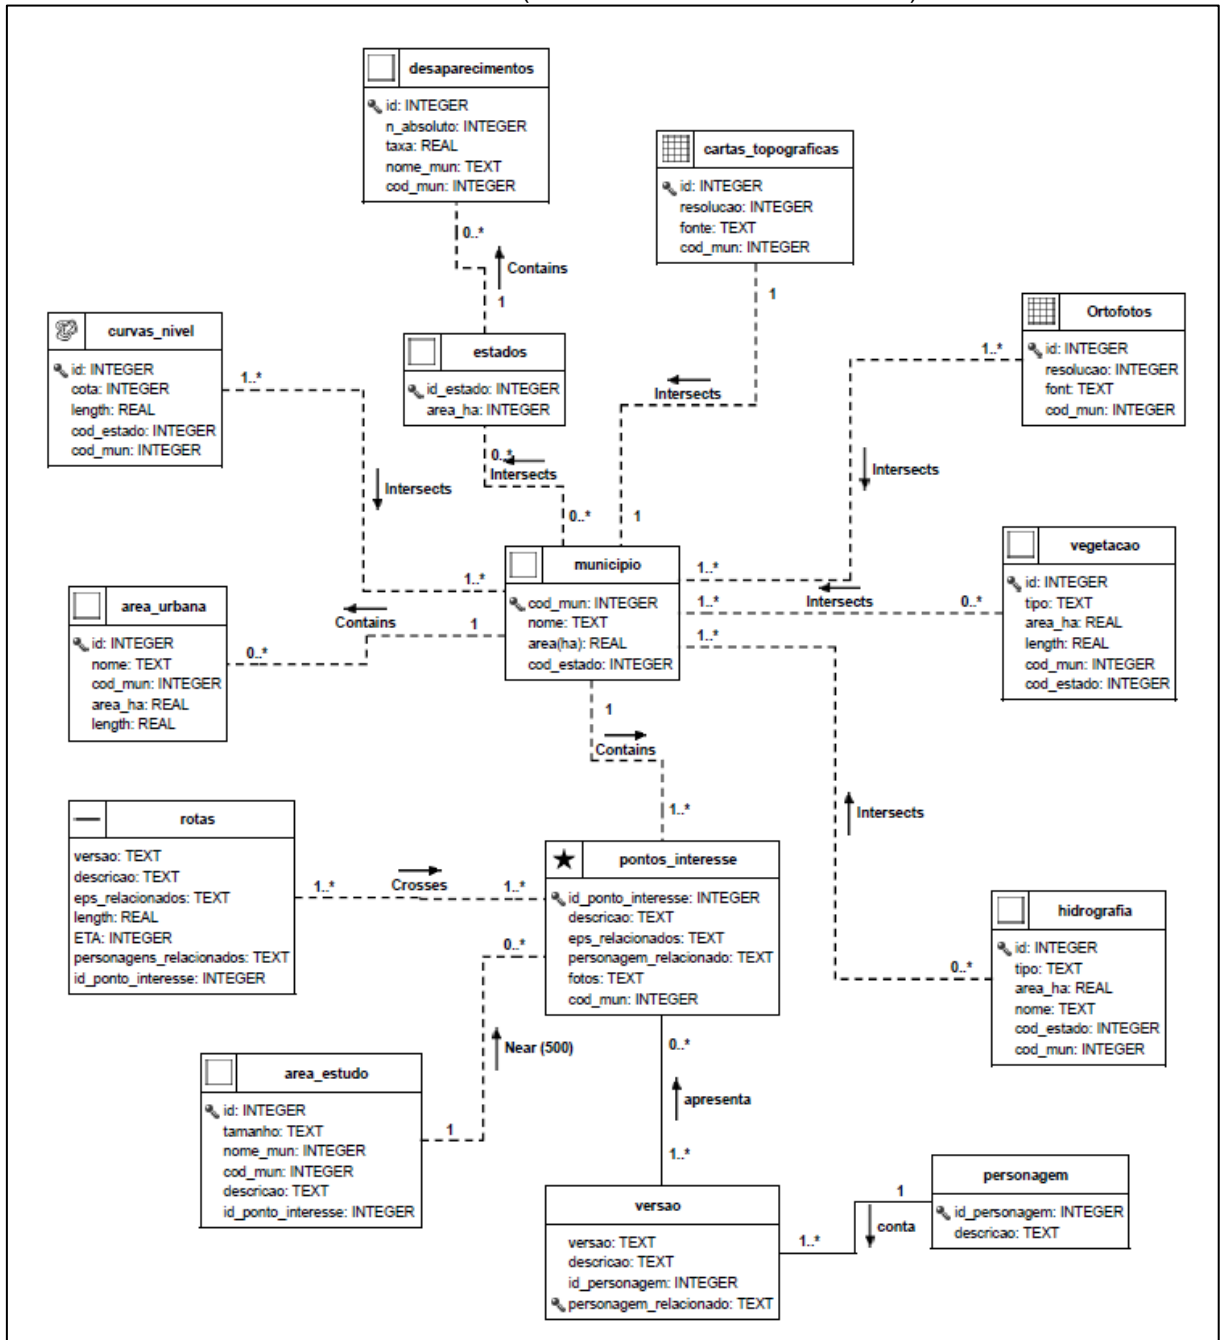 desaparecimentos
id: INTEGER
n_absoluto: INTEGER
taxa: REAL
nome_mun: TEXT
cod_mun: INTEGER
cartas_topograficas
id: INTEGER
resolucao: INTEGER
fonte: TEXT
cod_mun: INTEGER
0..*
Contains
1
1
Ortofotos
id: INTEGER
resolucao: INTEGER
font: TEXT
cod_mun: INTEGER
1..*
curvas_nivel
id: INTEGER
cota: INTEGER
length: REAL
cod_estado: INTEGER
cod_mun: INTEGER
1..*
estados
id_estado: INTEGER
area_ha: INTEGER
Intersects
0..*
Intersects
Intersects
Intersects
0..*
1
municipio
cod_mun: INTEGER
nome: TEXT
area(ha): REAL
cod_estado: INTEGER
1..*
1
1..*
1..*
1..*
Intersects
0..*
vegetacao
id: INTEGER
tipo: TEXT
area_ha: REAL
length: REAL
cod_mun: INTEGER
cod_estado: INTEGER
area_urbana
id: INTEGER
nome: TEXT
cod_mun: INTEGER
area_ha: REAL
length: REAL
Contains
0..*
1
Contains
1..*
Intersects
rotas
versao: TEXT
descricao: TEXT
eps_relacionados: TEXT
length: REAL
ETA: INTEGER
personagens_relacionados: TEXT
id_ponto_interesse: INTEGER
1..*
Crosses
1..*
pontos_interesse
id_ponto_interesse: INTEGER
descricao: TEXT
eps_relacionados: TEXT
personagem_relacionado: TEXT
fotos: TEXT
cod_mun: INTEGER
0..*
hidrografia
id: INTEGER
tipo: TEXT
area_ha: REAL
nome: TEXT
cod_estado: INTEGER
cod_mun: INTEGER
0..*
area_estudo
id: INTEGER
tamanho: TEXT
nome_mun: INTEGER
cod_mun: INTEGER
descricao: TEXT
id_ponto_interesse: INTEGER
1
Near (500)
0..*
apresenta
1..*
versao
versao: TEXT
descricao: TEXT
id_personagem: INTEGER
personagem_relacionado: TEXT
1..*
conta
1
personagem
id_personagem: INTEGER
descricao: TEXT